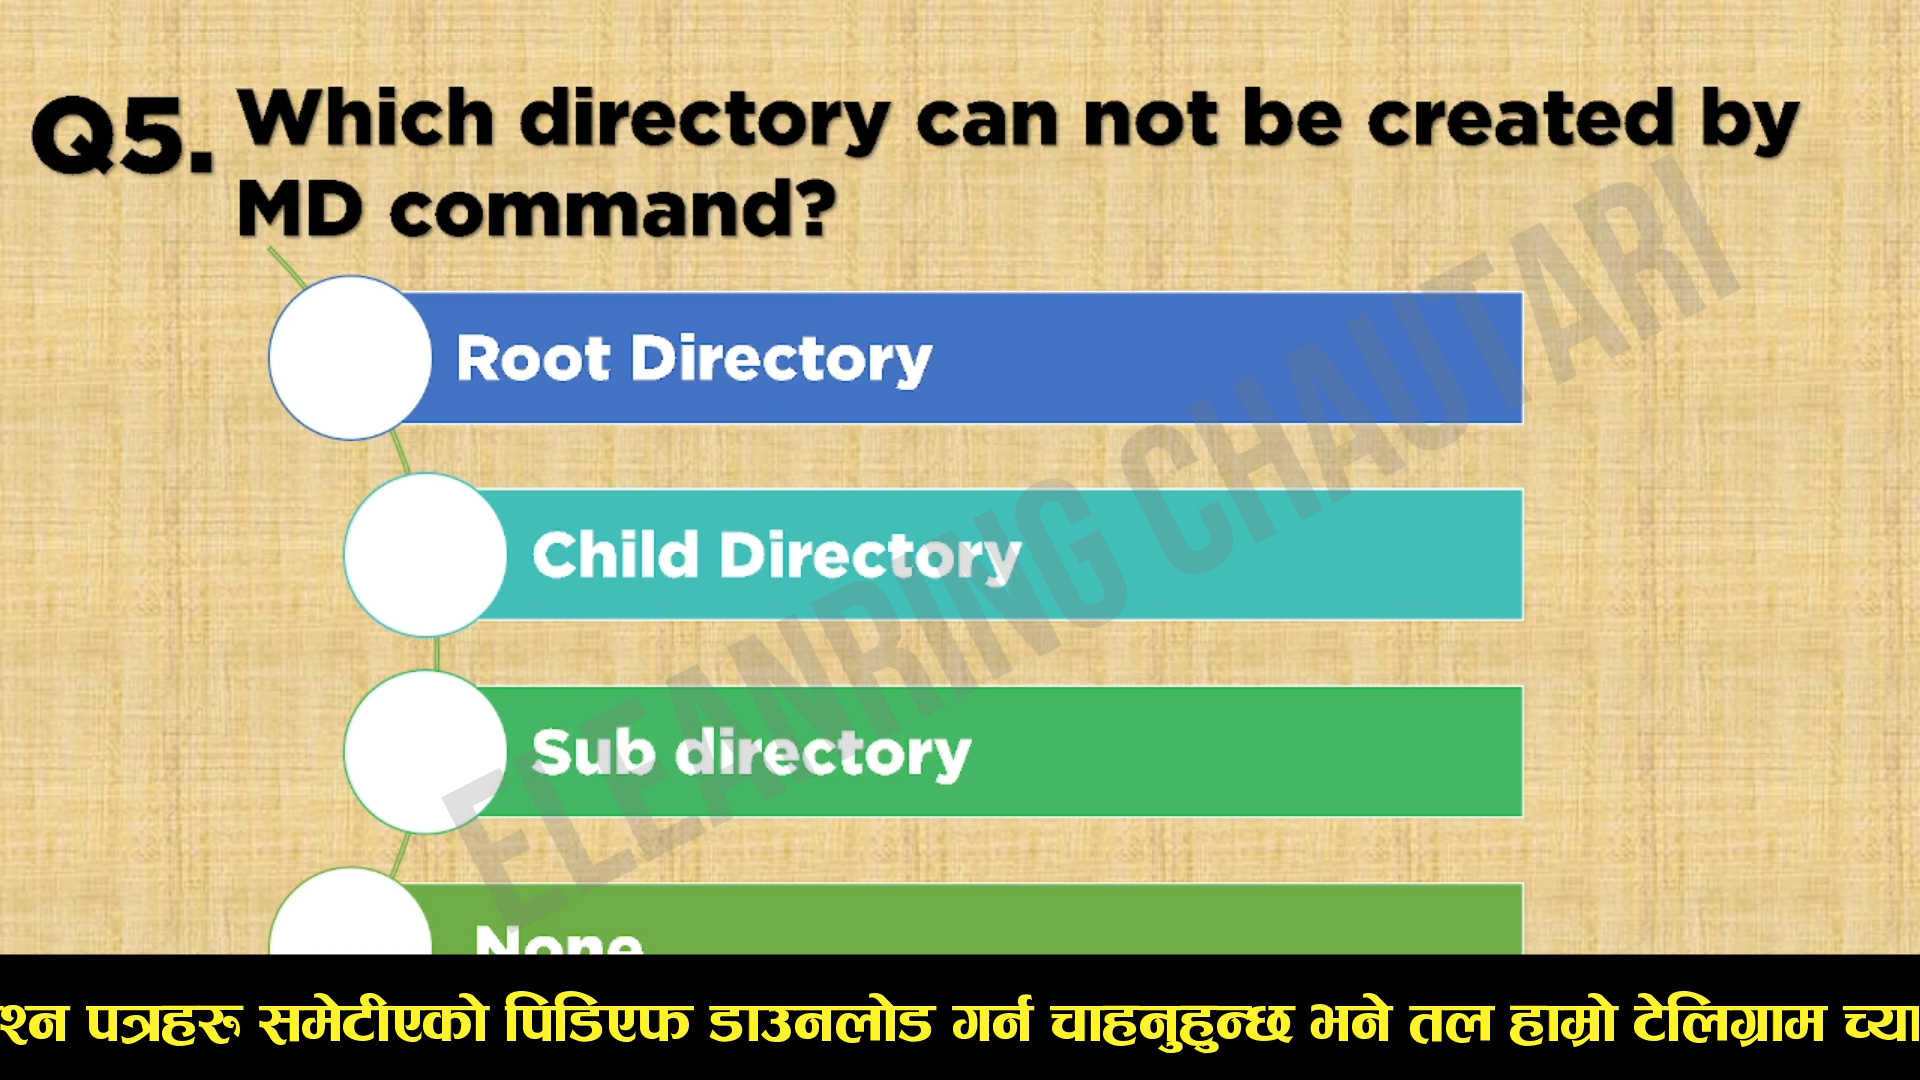 Q5. Which directory can not be created by
MD command?
Root Directory
Child Directory
Sub directory
None
ELEANRING CHAUTARI
श्न पत्रहरू समेटीएको पिडिएफ डाउनलोड गर्न चाहनुहुन्छ भने तल हाम्रो टेलिग्राम च्या